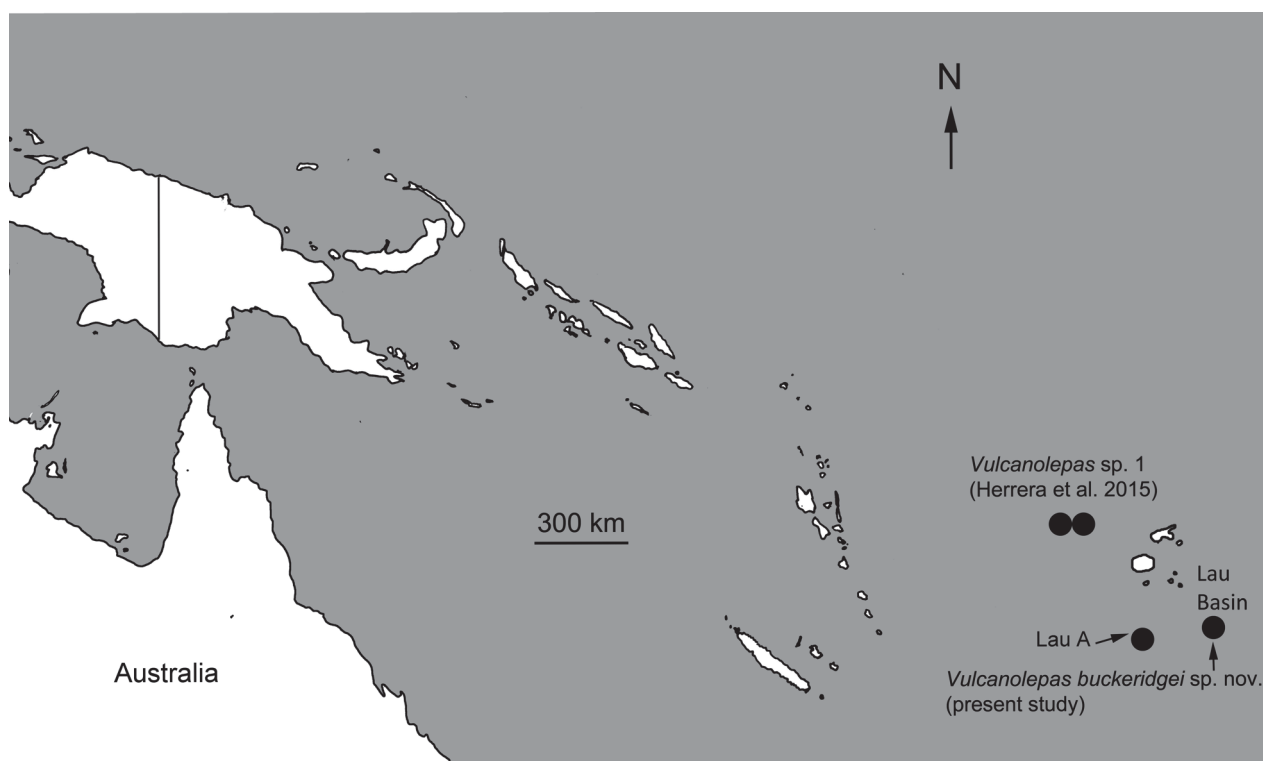 N
Vulcanolepas sp. 1
(Herrera et al. 2015)
300 km
Lau
Basin
Lau A
Australia
Vulcanolepas buckeridgei sp. nov.
(present study)